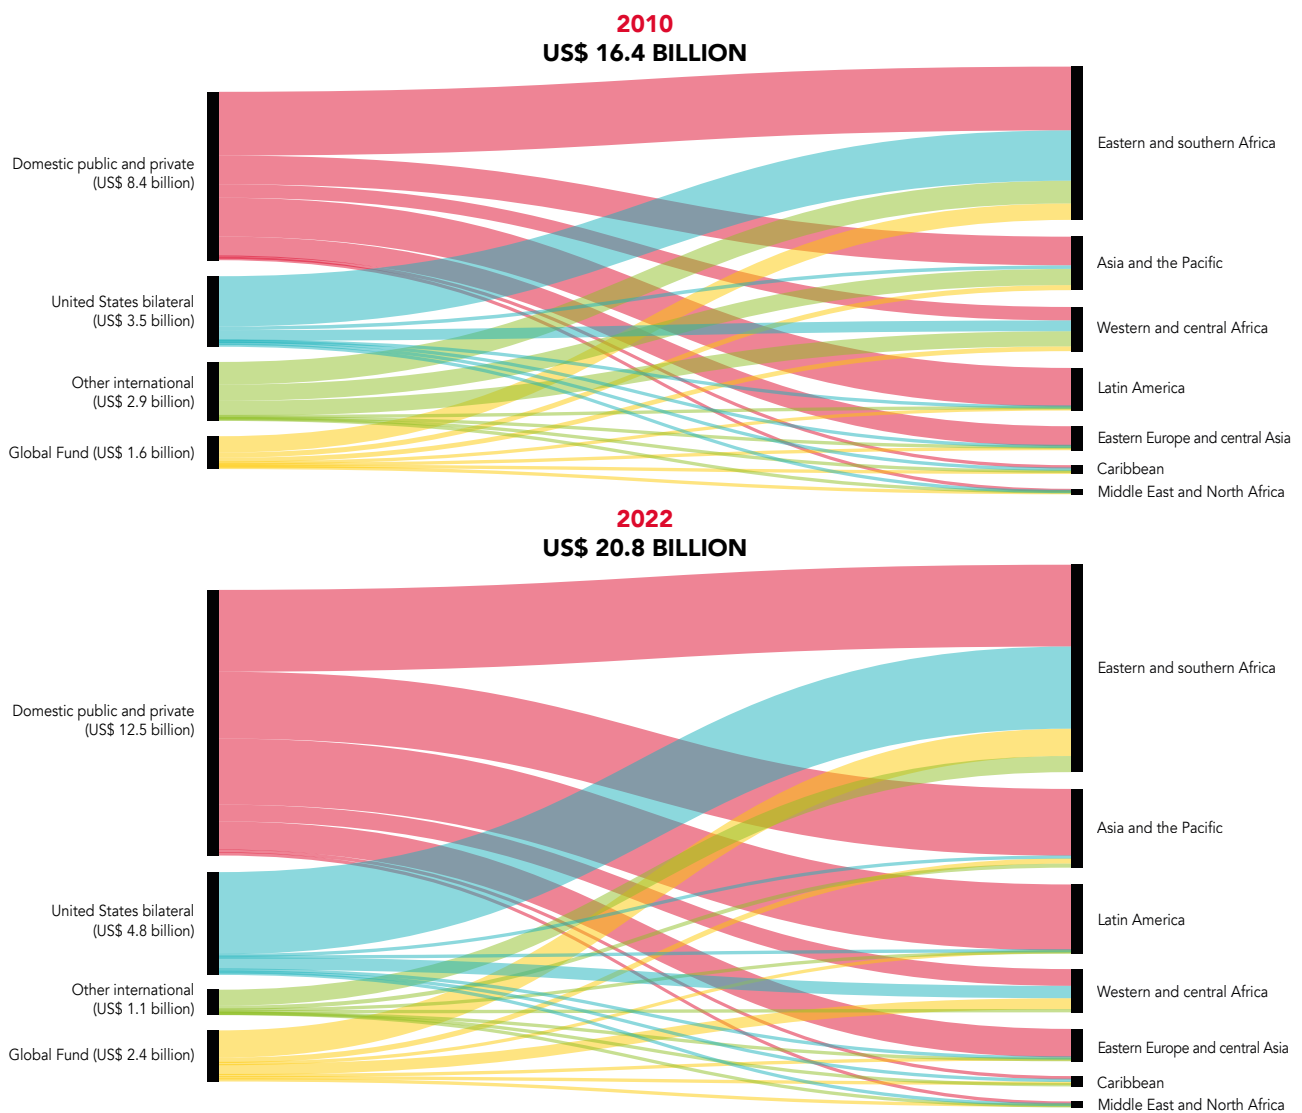 2010
US$ 16.4 BILLION
Domestic public and private
(US$ 8.4 billion)
United States bilateral
(US$ 3.5 billion)
Other international
(US$ 2.9 billion)
Global Fund (US$ 1.6 billion)
Eastern and southern Africa
Asia and the Pacific
Western and central Africa
Latin America
Eastern Europe and central Asia
Caribbean
Middle East and North Africa
2022
US$ 20.8 BILLION
Domestic public and private
(US$ 12.5 billion)
United States bilateral
(US$ 4.8 billion)
Other international
(US$ 1.1 billion)
Global Fund (US$ 2.4 billion)
Eastern and southern Africa
Asia and the Pacific
Latin America
Western and central Africa
Eastern Europe and central Asia
Caribbean
Middle East and North Africa